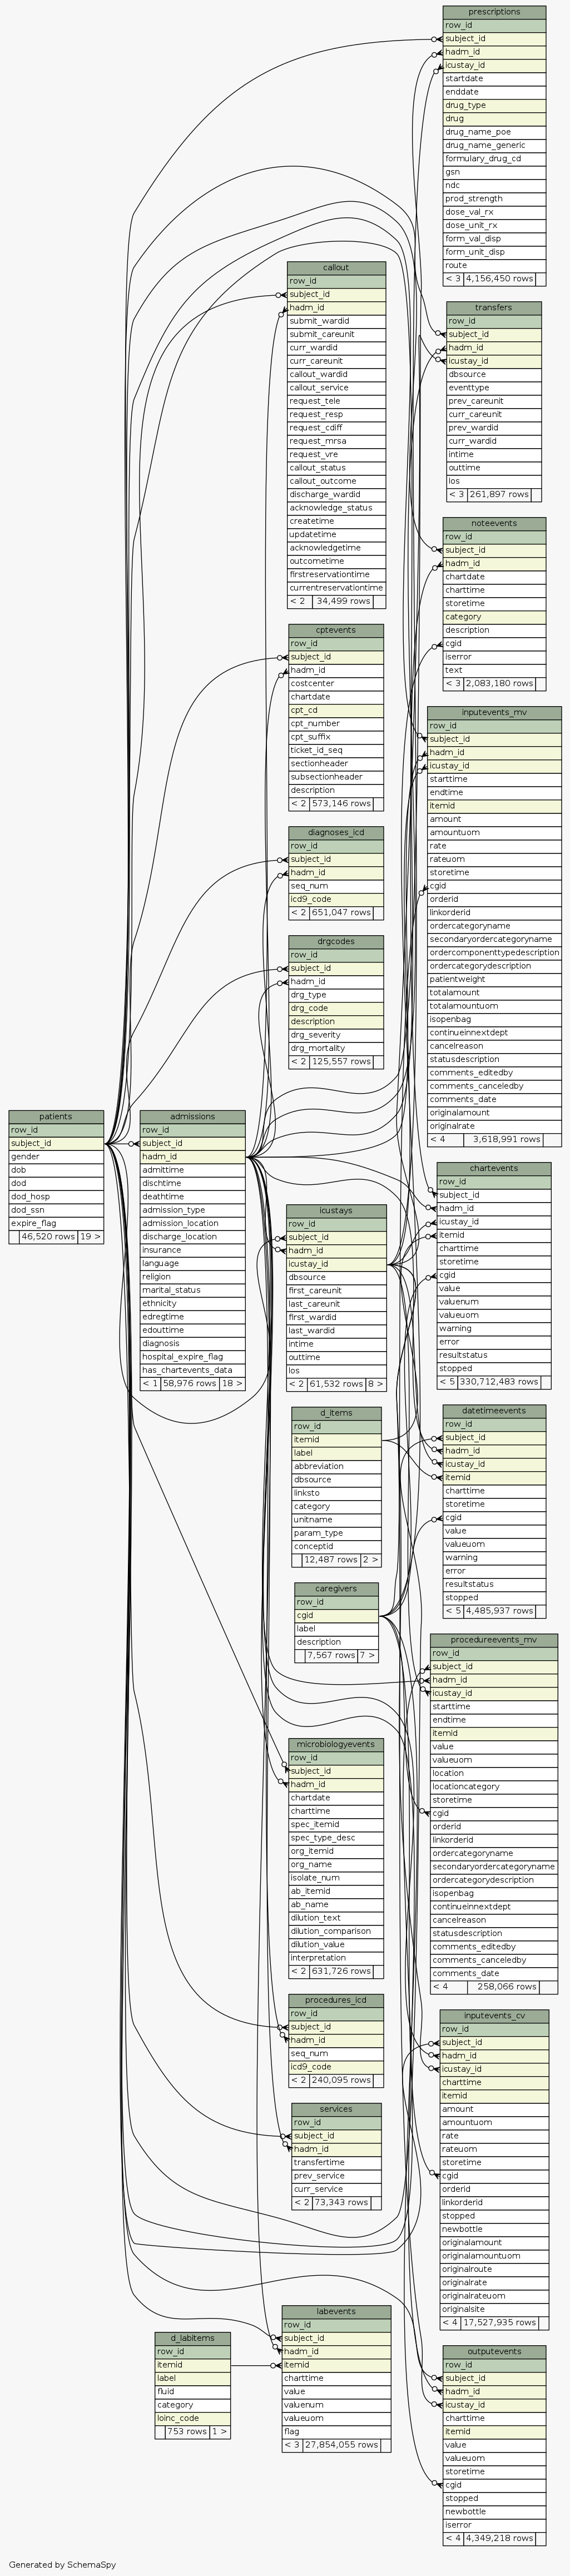 prescriptions
row_id
subject_id
hadm_id
icustay_id
startdate
enddate
drug_type
drug
drug_name_poe
drug_name_generic
formulary_drug_cd
gsn
ndc
prod_strength
dose_val_rx
dose_unit_rx
form_val_disp
form_unit_disp
route
< 3 4,156,450 rows
transfers
row_id
subject_id
hadm_id
icustay_id
dbsource
eventtype
prev_careunit
curr_careunit
prev_wardid
curr_wardid
intime
outtime
los
< 3 261,897 rows
callout
row_id
subject_id
hadm_id
submit_wardid
submit_careunit
curr_wardid
curr_careunit
callout_wardid
callout_service
request_tele
request_resp
request_cdiff
request_mrsa
request_vre
callout_status
callout_outcome
discharge_wardid
acknowledge_status
createtime
updatetime
acknowledgetime
outcometime
firstreservationtime
currentreservationtime
< 2 34,499 rows
noteevents
row_id
subject_id
hadm_id
chartdate
charttime
storetime
category
description
cgid
iserror
text
< 3 2,083,180 rows
cptevents
row_id
subject_id
hadm_id
costcenter
chartdate
cpt_cd
cpt_number
cpt_suffix
ticket_id_seq
sectionheader
subsectionheader
description
< 2 573,146 rows
inputevents_mv
row_id
subject_id
hadm_id
icustay_id
starttime
endtime
itemid
amount
amountuom
rate
rateuom
storetime
cgid
orderid
linkorderid
ordercategoryname
secondaryordercategoryname
ordercomponenttypedescription
ordercategorydescription
patientweight
totalamount
totalamountuom
isopenbag
continueinnextdept
cancelreason
statusdescription
comments_editedby
comments_canceledby
comments_date
originalamount
originalrate
< 4 3,618,991 rows
diagnoses_icd
row_id
subject_id
hadm_id
seq_num
icd9_code
< 2 651,047 rows
drgcodes
row_id
subject_id
hadm_id
drg_type
drg_code
description
drg_severity
drg_mortality
< 2 125,557 rows
patients
row_id
subject_id
gender
dob
dod
dod_hosp
dod_ssn
expire_flag
46,520 rows 19 >
admissions
row_id
subject_id
hadm_id
admittime
dischtime
deathtime
admission_type
admission_location
discharge_location
insurance
language
religion
marital_status
ethnicity
edregtime
edouttime
diagnosis
hospital_expire_flag
has_chartevents_data
< 1 58,976 rows 18 >
icustays
row_id
subject_id
hadm_id
icustay_id
dbsource
first_careunit
last_careunit
first_wardid
last_wardid
intime
outtime
los
< 2 61,532 rows 8 >
chartevents
row_id
subject_id
hadm_id
icustay_id
itemid
charttime
storetime
cgid
value
valuenum
valueuom
warning
error
resultstatus
stopped
< 5 330,712,483 rows
d_items
row_id
itemid
label
abbreviation
dbsource
linksto
category
unitname
param_type
conceptid
12,487 rows 2 >
datetimeevents
row_id
subject_id
hadm_id
icustay_id
itemid
charttime
storetime
cgid
value
valueuom
warning
error
resultstatus
stopped
< 5 4,485,937 rows
caregivers
row_id
cgid
label
description
7,567 rows 7 >
procedureevents_mv
row_id
subject_id
hadm_id
icustay_id
starttime
endtime
itemid
value
valueuom
location
locationcategory
storetime
cgid
orderid
linkorderid
ordercategoryname
secondaryordercategoryname
ordercategorydescription
isopenbag
continueinnextdept
cancelreason
statusdescription
comments_editedby
comments_canceledby
comments_date
< 4 258,066 rows
microbiologyevents
row_id
subject_id
hadm_id
chartdate
charttime
spec_itemid
spec_type_desc
org_itemid
org_name
isolate_num
ab_itemid
ab_name
dilution_text
dilution_comparison
dilution_value
interpretation
< 2 631,726 rows
procedures_icd
row_id
subject_id
hadm_id
seq_num
icd9_code
< 2 240,095 rows
inputevents_cv
row_id
subject_id
hadm_id
icustay_id
charttime
itemid
amount
amountuom
rate
rateuom
storetime
cgid
orderid
linkorderid
stopped
newbottle
originalamount
originalamountuom
originalroute
originalrate
originalrateuom
originalsite
< 4 17,527,935 rows
services
row_id
subject_id
hadm_id
transfertime
prev_service
curr_service
< 2 73,343 rows
labevents
row_id
subject_id
hadm_id
itemid
charttime
value
valuenum
valueuom
flag
< 3 27,854,055 rows
d_labitems
row_id
itemid
label
fluid
category
loinc_code
753 rows 1 >
outputevents
row_id
subject_id
hadm_id
icustay_id
charttime
itemid
value
valueuom
storetime
cgid
stopped
newbottle
iserror
< 4 4,349,218 rows
Generated by SchemaSpy